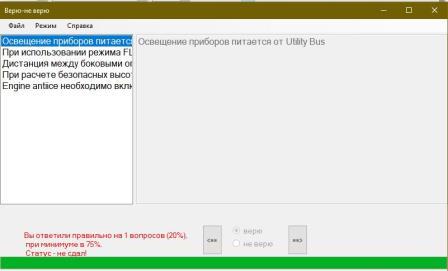 Верю-не верю
Файл Режим Справка
Освещение приборов питается
При использовании режима FL
Дистанция между боковыми ог
При расчете безопасных высот
Engine antiice необходимо вклю
Освещение приборов питается от Utility Bus
Вы ответили правильно на 1 вопросов (20%),
при минимуме в 75%.
Статус - не сдал!
<<<
верю
не верю
>>>